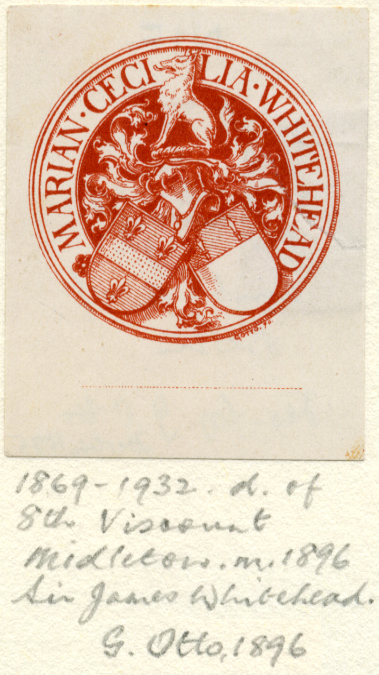 MARIAN · CECILIA · WHITEHEAD
1869-1932. d. of
8th Viscount
Midleton. m. 1896
Sir James Whitehead.
G. Otto, 1896